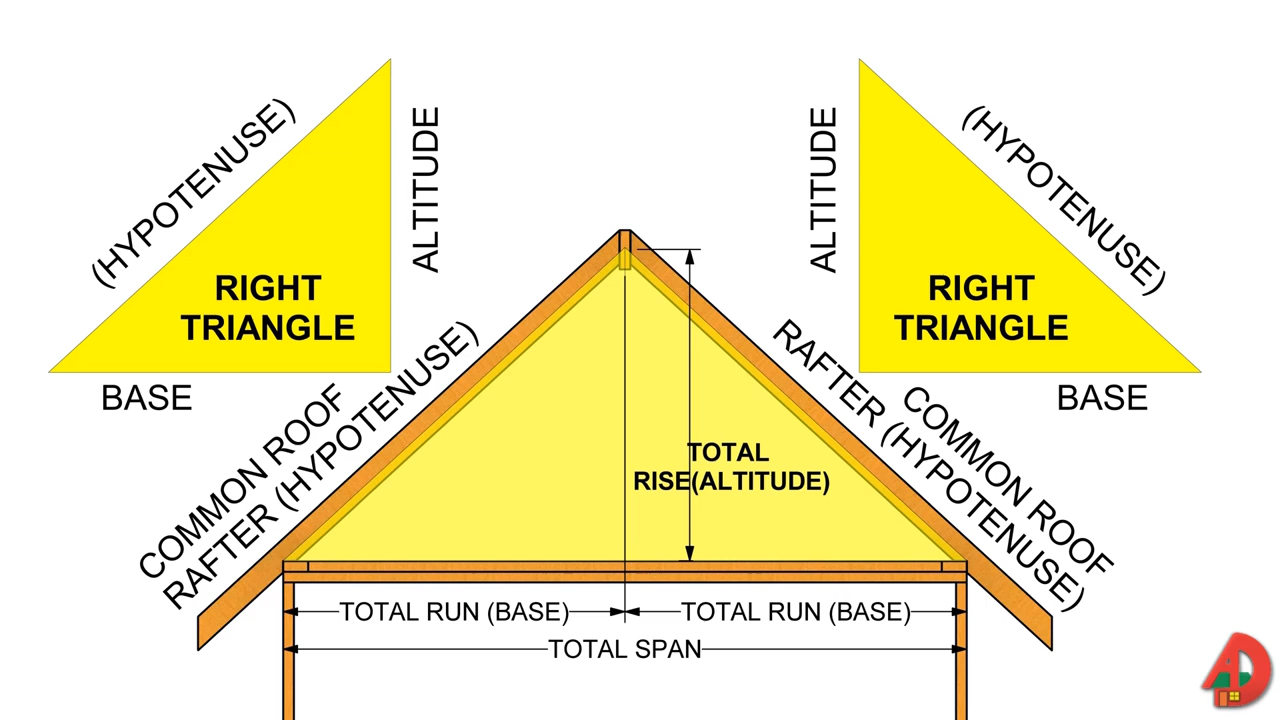 (HYPOTENUSE)
ALTITUDE
RIGHT
TRIANGLE
BASE
ALTITUDE
(HYPOTENUSE)
RIGHT
TRIANGLE
BASE
COMMON ROOF
RAFTER (HYPOTENUSE)
COMMON ROOF
RAFTER (HYPOTENUSE)
TOTAL
RISE(ALTITUDE)
TOTAL RUN (BASE)
TOTAL RUN (BASE)
TOTAL SPAN
AD